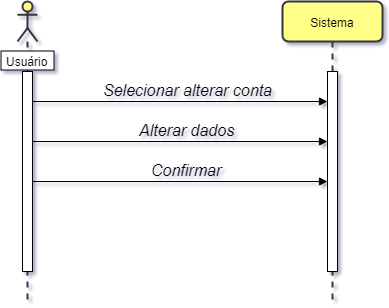 Sistema
Usuário
Selecionar alterar conta
Alterar dados
Confirmar